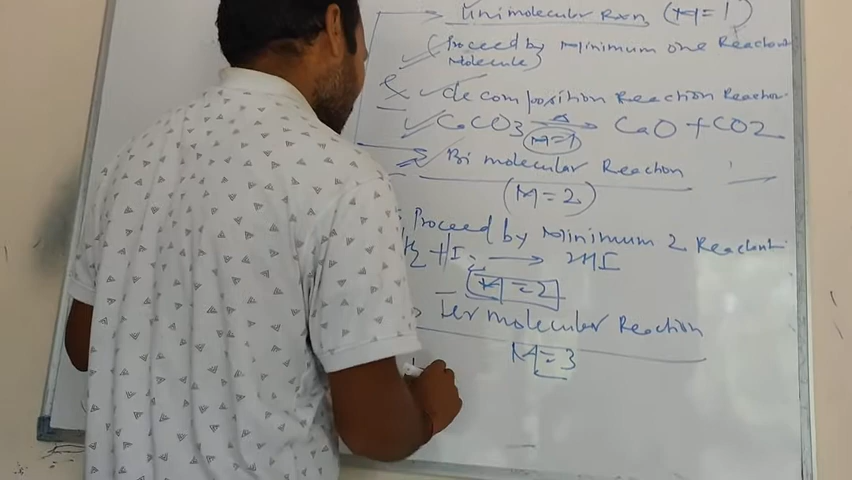 Unimolecular Rxn (M=1)
(Proceed by Minimum one Reactant
Molecule)
decomposition Reaction Reaction
CaCO3 → CaO + CO2
M=1
Bi molecular Reaction
(M=2)
Proceed by Minimum 2 Reactant
H2 + I2 → 2HI
M=2
Ter molecular Reaction
M=3